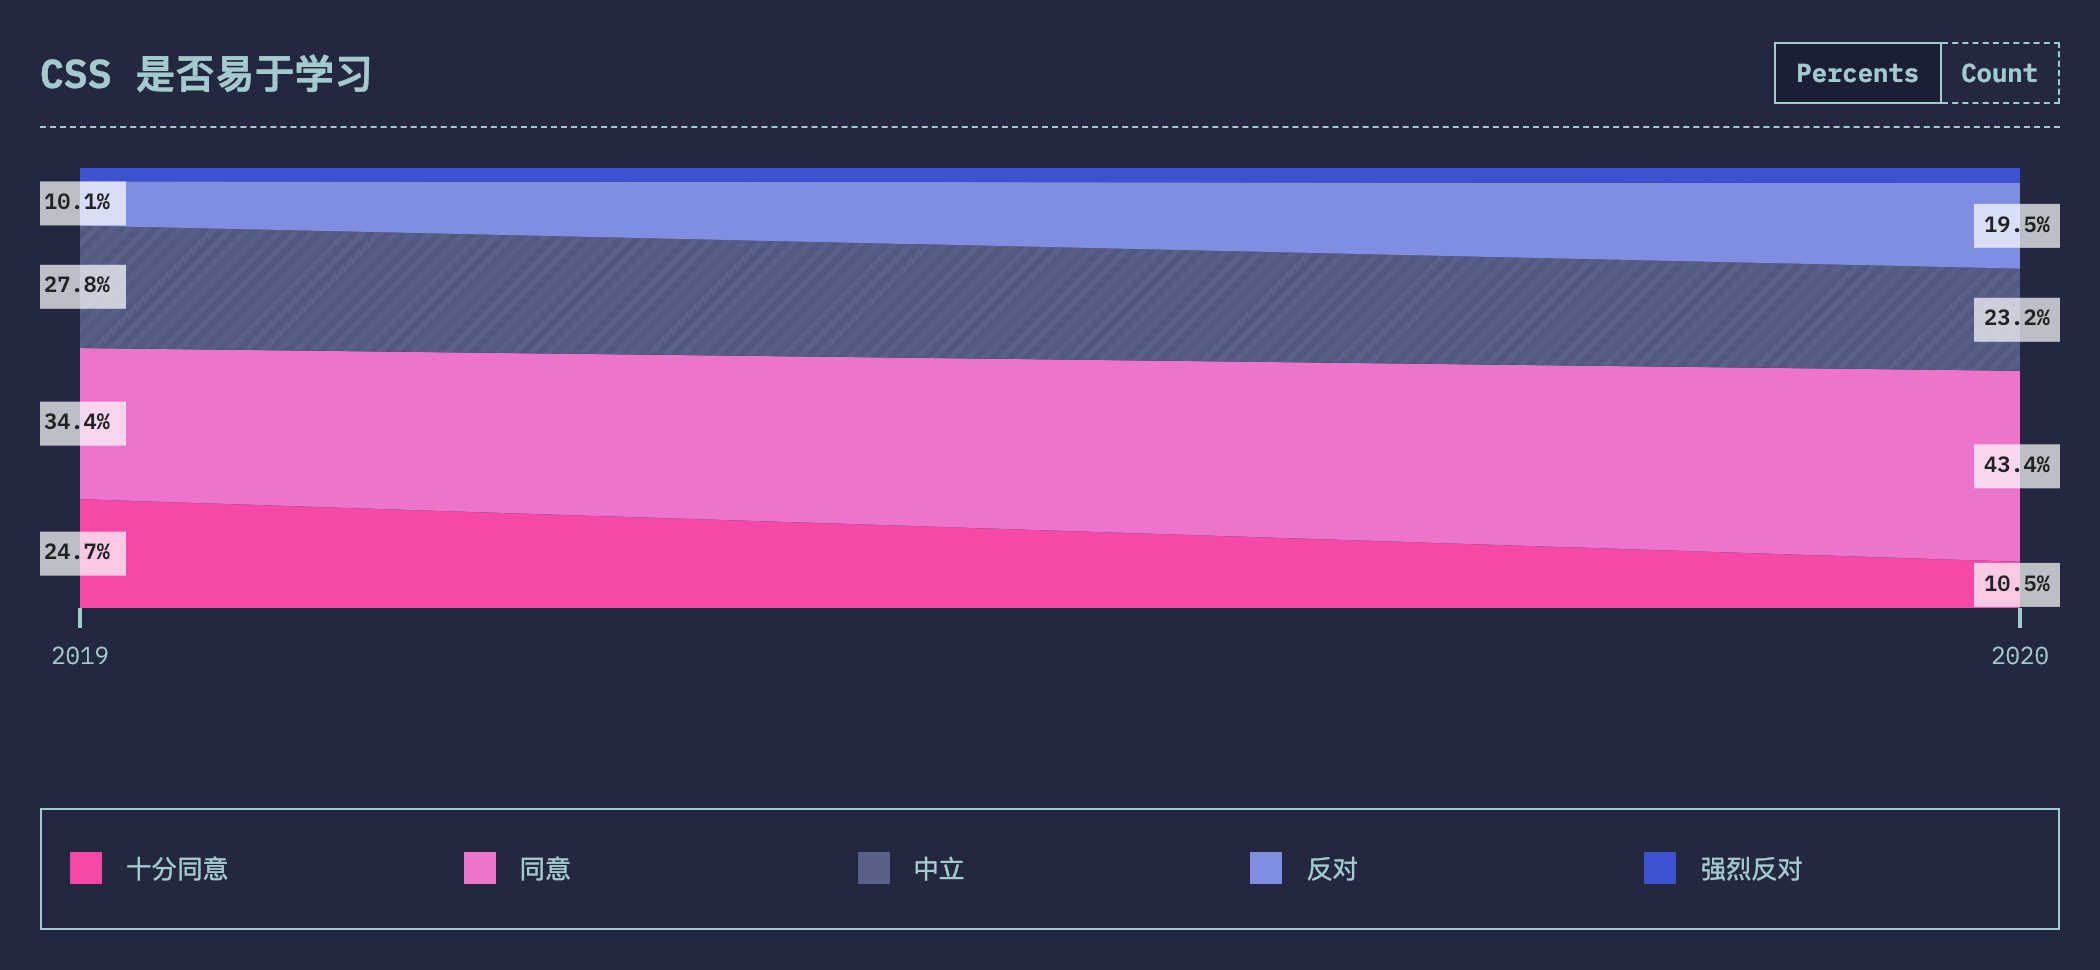 CSS 是否易于学习
Percents
Count
10.1%
27.8%
34.4%
24.7%
19.5%
23.2%
43.4%
10.5%
2019
2020
十分同意
同意
中立
反对
强烈反对